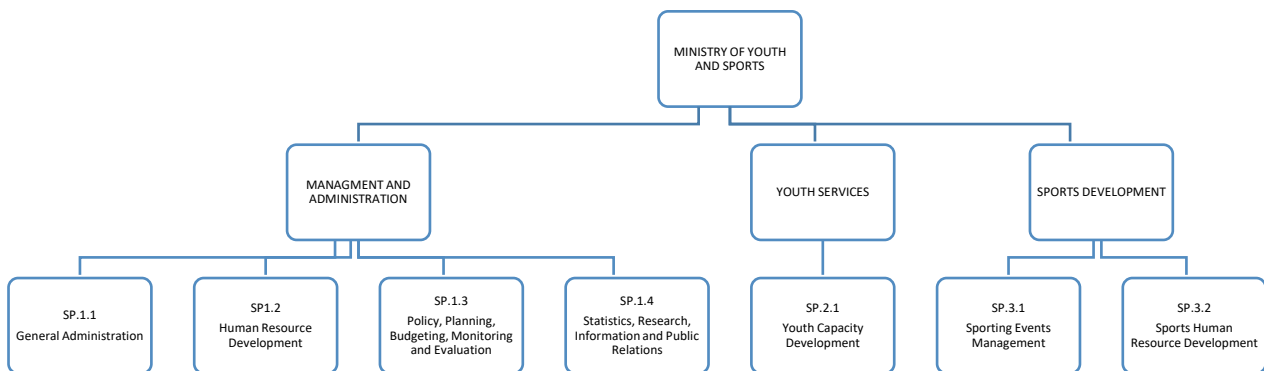 MINISTRY OF YOUTH
AND SPORTS
MANAGMENT AND
ADMINISTRATION
YOUTH SERVICES
SPORTS DEVELOPMENT
SP.1.1
General Administration
SP1.2
Human Resource
Development
SP.1.3
Policy, Planning,
Budgeting, Monitoring
and Evaluation
SP.1.4
Statistics, Research,
Information and Public
Relations
SP.2.1
Youth Capacity
Development
SP.3.1
Sporting Events
Management
SP.3.2
Sports Human
Resource Development